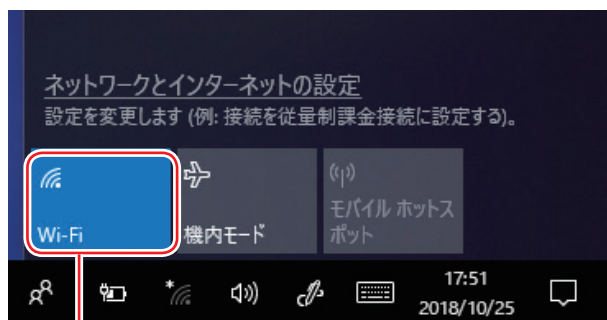 ネットワークとインターネットの設定
設定を変更します (例: 接続を従量制課金接続に設定する)。
Wi-Fi
機内モード
モバイル ホットス
ポット
17:51
2018/10/25